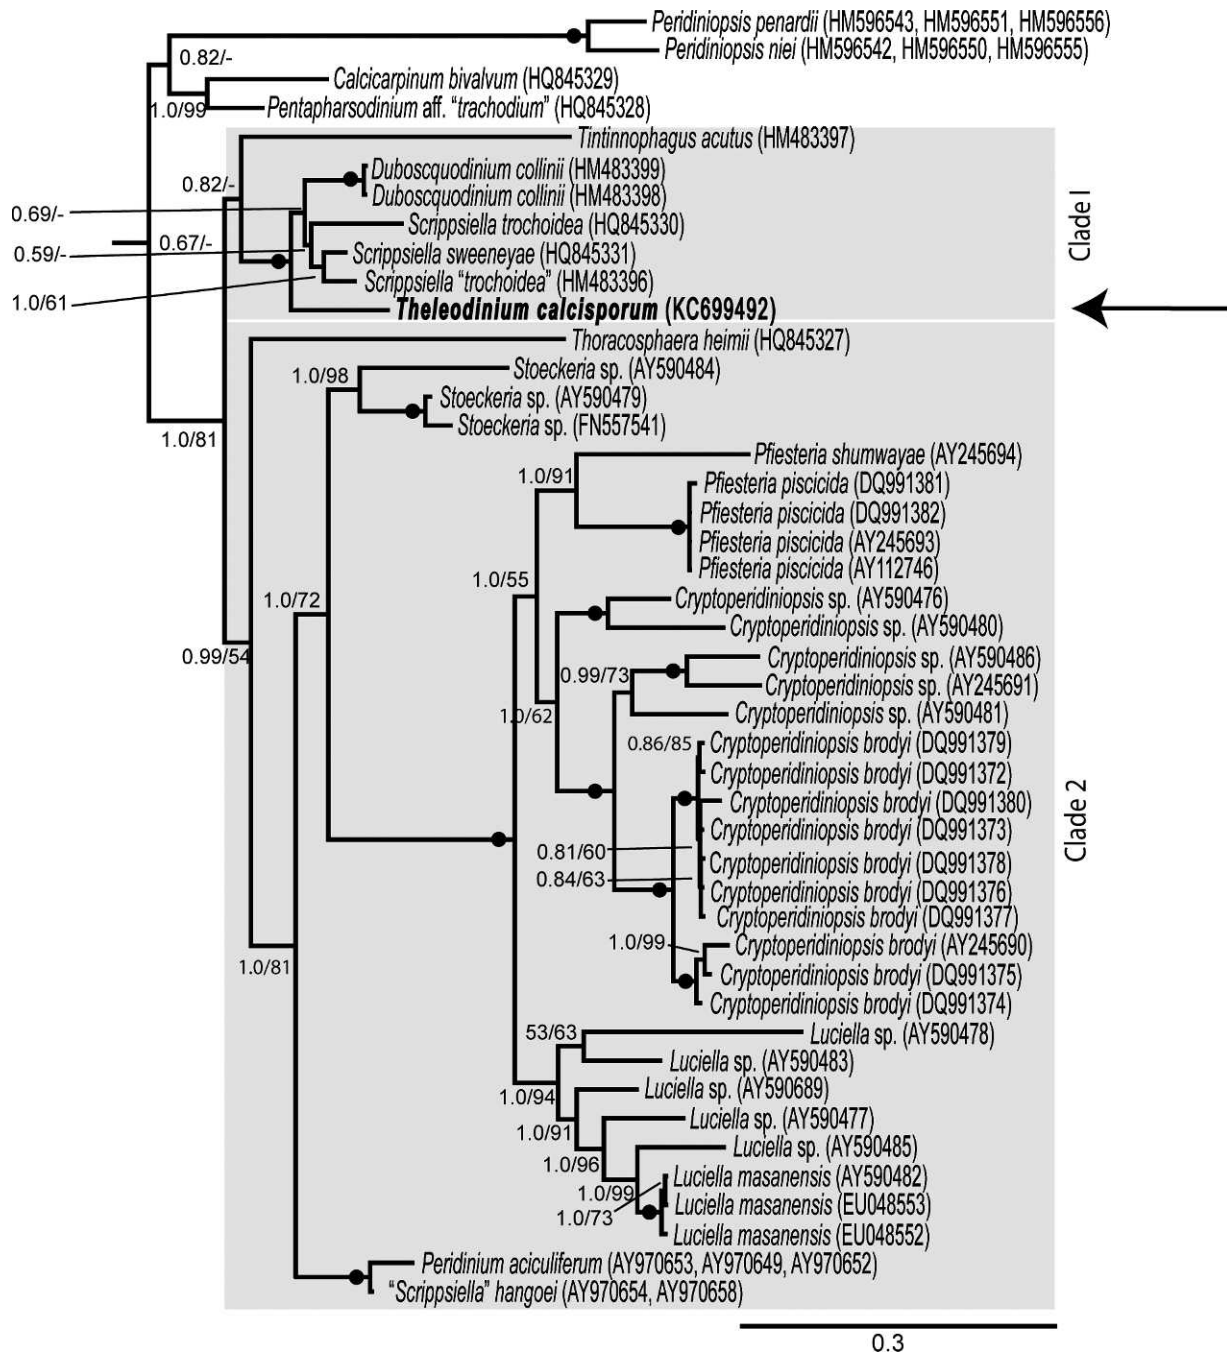 Peridiniopsis penardii (HM596543, HM596551, HM596556)
Peridiniopsis niei (HM596542, HM596550, HM596555)
0.82/-
Calcicarpinum bivalvum (HQ845329)
1.0/99
Pentapharsodinium aff. “trachodium” (HQ845328)
Tintinnophagus acutus (HM483397)
Duboscquodinium collinii (HM483399)
0.82/-
Duboscquodinium collinii (HM483398)
0.69/-
Scrippsiella trochoidea (HQ845330)
0.67/-
0.59/-
Scrippsiella sweeneyae (HQ845331)
Scrippsiella “trochoidea” (HM483396)
1.0/61
Theleodinium calcisporum (KC699492)
Clade I
Thoracosphaera heimii (HQ845327)
1.0/98
Stoeckeria sp. (AY590484)
Stoeckeria sp. (AY590479)
Stoeckeria sp. (FN557541)
1.0/81
Pfiesteria shumwayae (AY245694)
1.0/91
Pfiesteria piscicida (DQ991381)
Pfiesteria piscicida (DQ991382)
Pfiesteria piscicida (AY245693)
Pfiesteria piscicida (AY112746)
1.0/55
1.0/72
Cryptoperidiniopsis sp. (AY590476)
Cryptoperidiniopsis sp. (AY590480)
0.99/54
Cryptoperidiniopsis sp. (AY590486)
0.99/73
Cryptoperidiniopsis sp. (AY245691)
1.0/62
Cryptoperidiniopsis sp. (AY590481)
0.86/85
Cryptoperidiniopsis brodyi (DQ991379)
Cryptoperidiniopsis brodyi (DQ991372)
Cryptoperidiniopsis brodyi (DQ991380)
Cryptoperidiniopsis brodyi (DQ991373)
0.81/60
Cryptoperidiniopsis brodyi (DQ991378)
0.84/63
Cryptoperidiniopsis brodyi (DQ991376)
Cryptoperidiniopsis brodyi (DQ991377)
1.0/99
Cryptoperidiniopsis brodyi (AY245690)
1.0/81
Cryptoperidiniopsis brodyi (DQ991375)
Cryptoperidiniopsis brodyi (DQ991374)
Clade 2
53/63
Luciella sp. (AY590478)
Luciella sp. (AY590483)
1.0/94
Luciella sp. (AY590689)
1.0/91
Luciella sp. (AY590477)
1.0/96
Luciella sp. (AY590485)
1.0/99
Luciella masanensis (AY590482)
1.0/73
Luciella masanensis (EU048553)
Luciella masanensis (EU048552)
Peridinium aciculiferum (AY970653, AY970649, AY970652)
“Scrippsiella” hangoei (AY970654, AY970658)
0.3